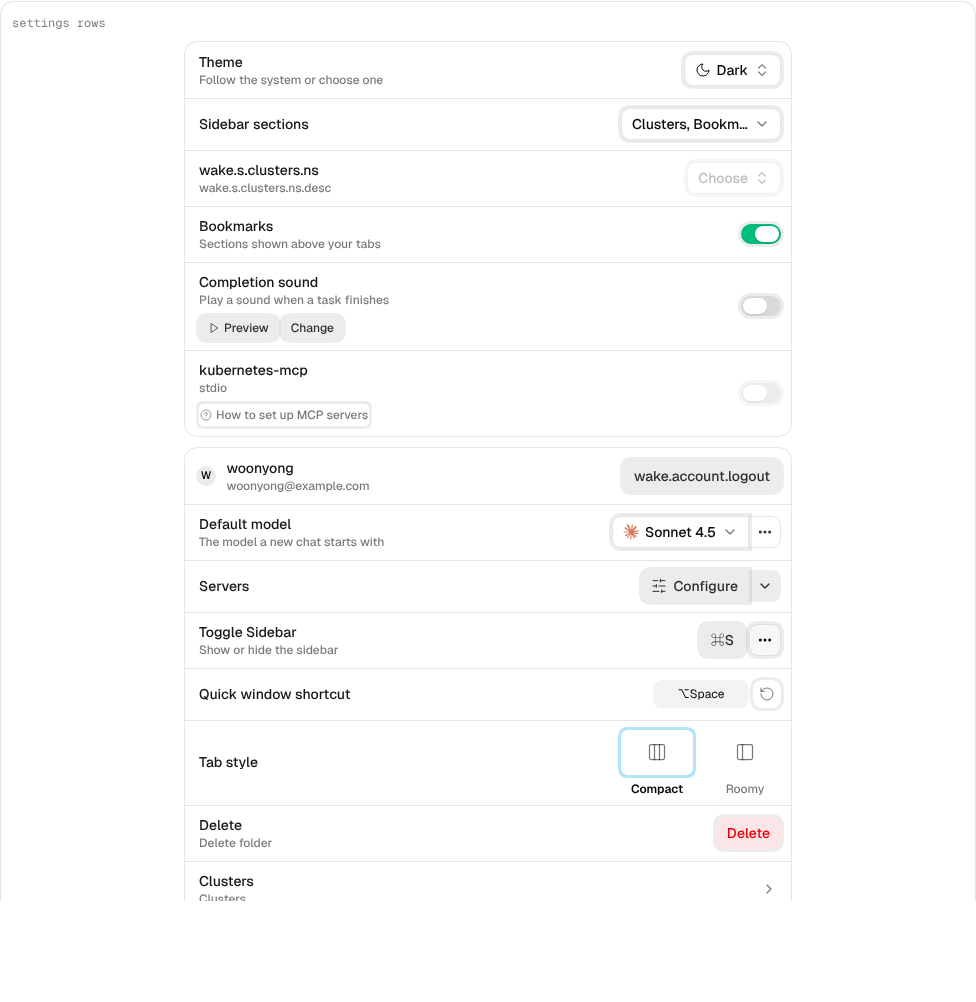 settings rows
Theme
Follow the system or choose one
Dark
Sidebar sections
Clusters, Bookm...
wake.s.clusters.ns
wake.s.clusters.ns.desc
Choose
Bookmarks
Sections shown above your tabs
Completion sound
Play a sound when a task finishes
Preview
Change
kubernetes-mcp
stdio
How to set up MCP servers
W
woonyong
woonyong@example.com
wake.account.logout
Default model
The model a new chat starts with
Sonnet 4.5
Servers
Configure
Toggle Sidebar
Show or hide the sidebar
⌘S
Quick window shortcut
⌥Space
Tab style
Compact
Roomy
Delete
Delete folder
Delete
Clusters
Clusters